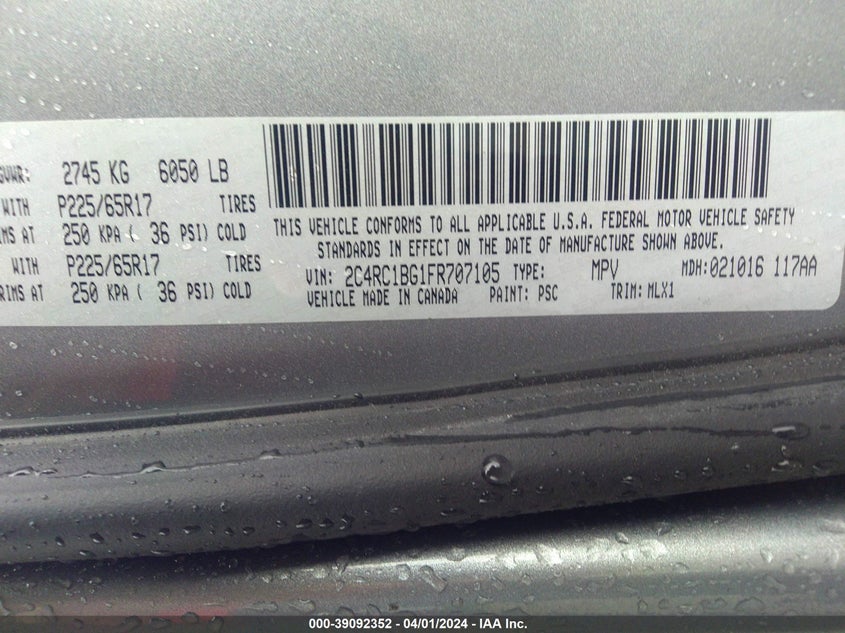 GVWR: 2745 KG 6050 LB
WITH P225/65R17 TIRES
RIMS AT 250 KPA ( 36 PSI) COLD
WITH P225/65R17 TIRES
RIMS AT 250 KPA ( 36 PSI) COLD
THIS VEHICLE CONFORMS TO ALL APPLICABLE U.S.A. FEDERAL MOTOR VEHICLE SAFETY
STANDARDS IN EFFECT ON THE DATE OF MANUFACTURE SHOWN ABOVE.
VIN: 2C4RC1BG1FR707105 TYPE: MPV MDH:021016 117AA
VEHICLE MADE IN CANADA PAINT: PSC TRIM: MLX1
000-39092352 - 04/01/2024 - IAA Inc.